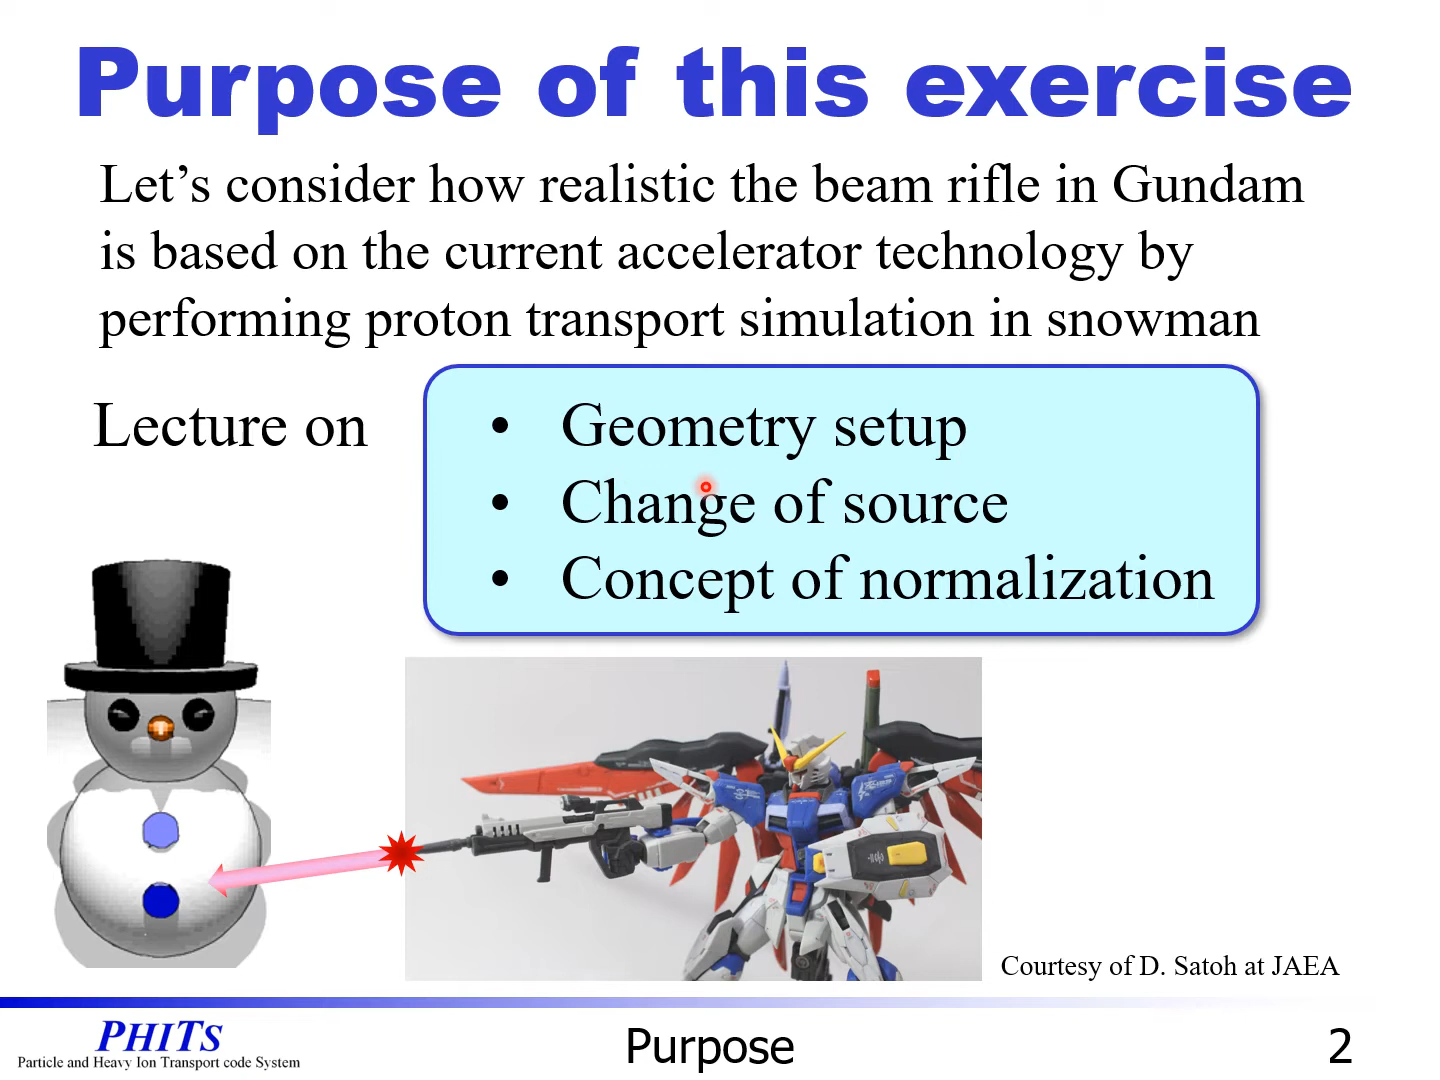 Purpose of this exercise
Let’s consider how realistic the beam rifle in Gundam
is based on the current accelerator technology by
performing proton transport simulation in snowman
Lecture on
• Geometry setup
• Change of source
• Concept of normalization
Courtesy of D. Satoh at JAEA
PHITS
Particle and Heavy Ion Transport code System
Purpose
2